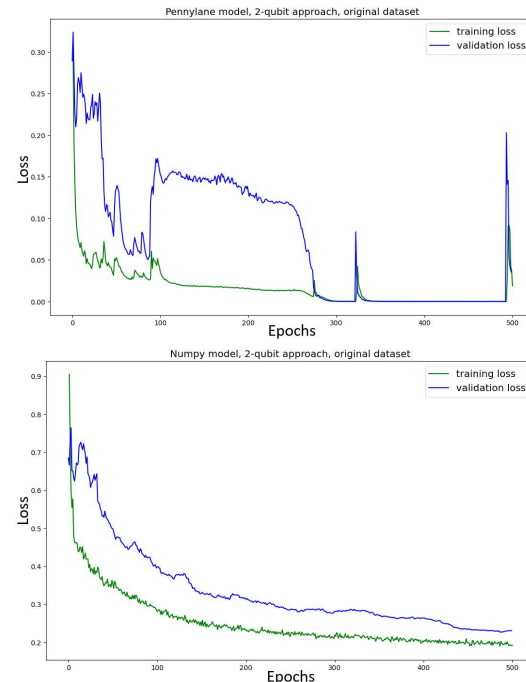 Pennylane model, 2-qubit approach, original dataset
training loss
validation loss
0.30
0.25
0.20
0.15
0.10
0.05
0.00
Loss
0
100
200
300
400
500
Epochs
Numpy model, 2-qubit approach, original dataset
training loss
validation loss
0.9
0.8
0.7
0.6
0.5
0.4
0.3
0.2
Loss
0
100
200
300
400
500
Epochs